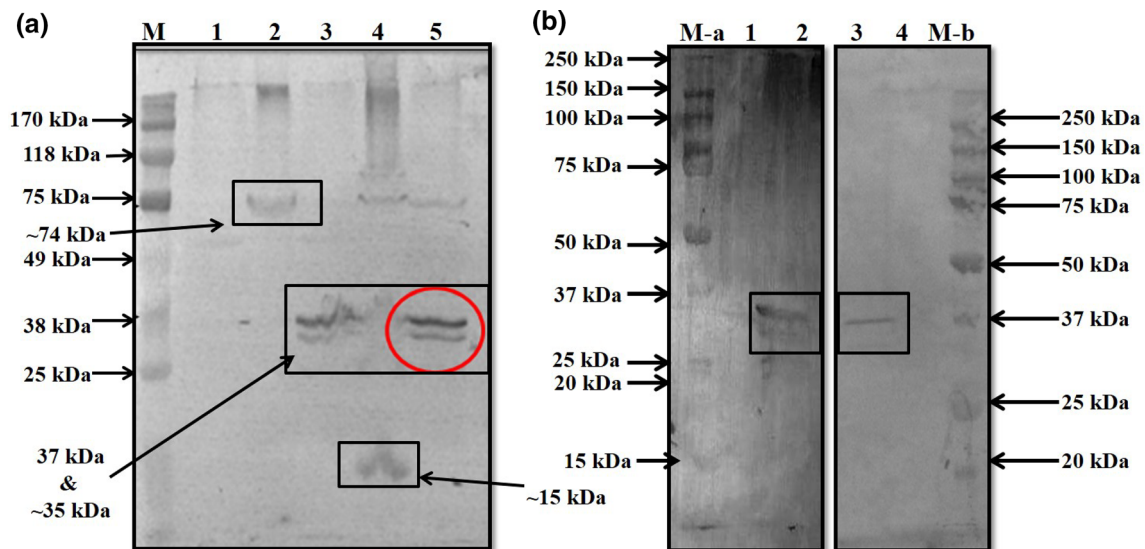 (a)
M 1 2 3 4 5
170 kDa
118 kDa
75 kDa
~74 kDa
49 kDa
38 kDa
25 kDa
37 kDa
&
~35 kDa
~15 kDa
(b)
M-a 1 2 3 4 M-b
250 kDa
150 kDa
100 kDa
75 kDa
50 kDa
37 kDa
25 kDa
20 kDa
15 kDa
250 kDa
150 kDa
100 kDa
75 kDa
50 kDa
37 kDa
25 kDa
20 kDa